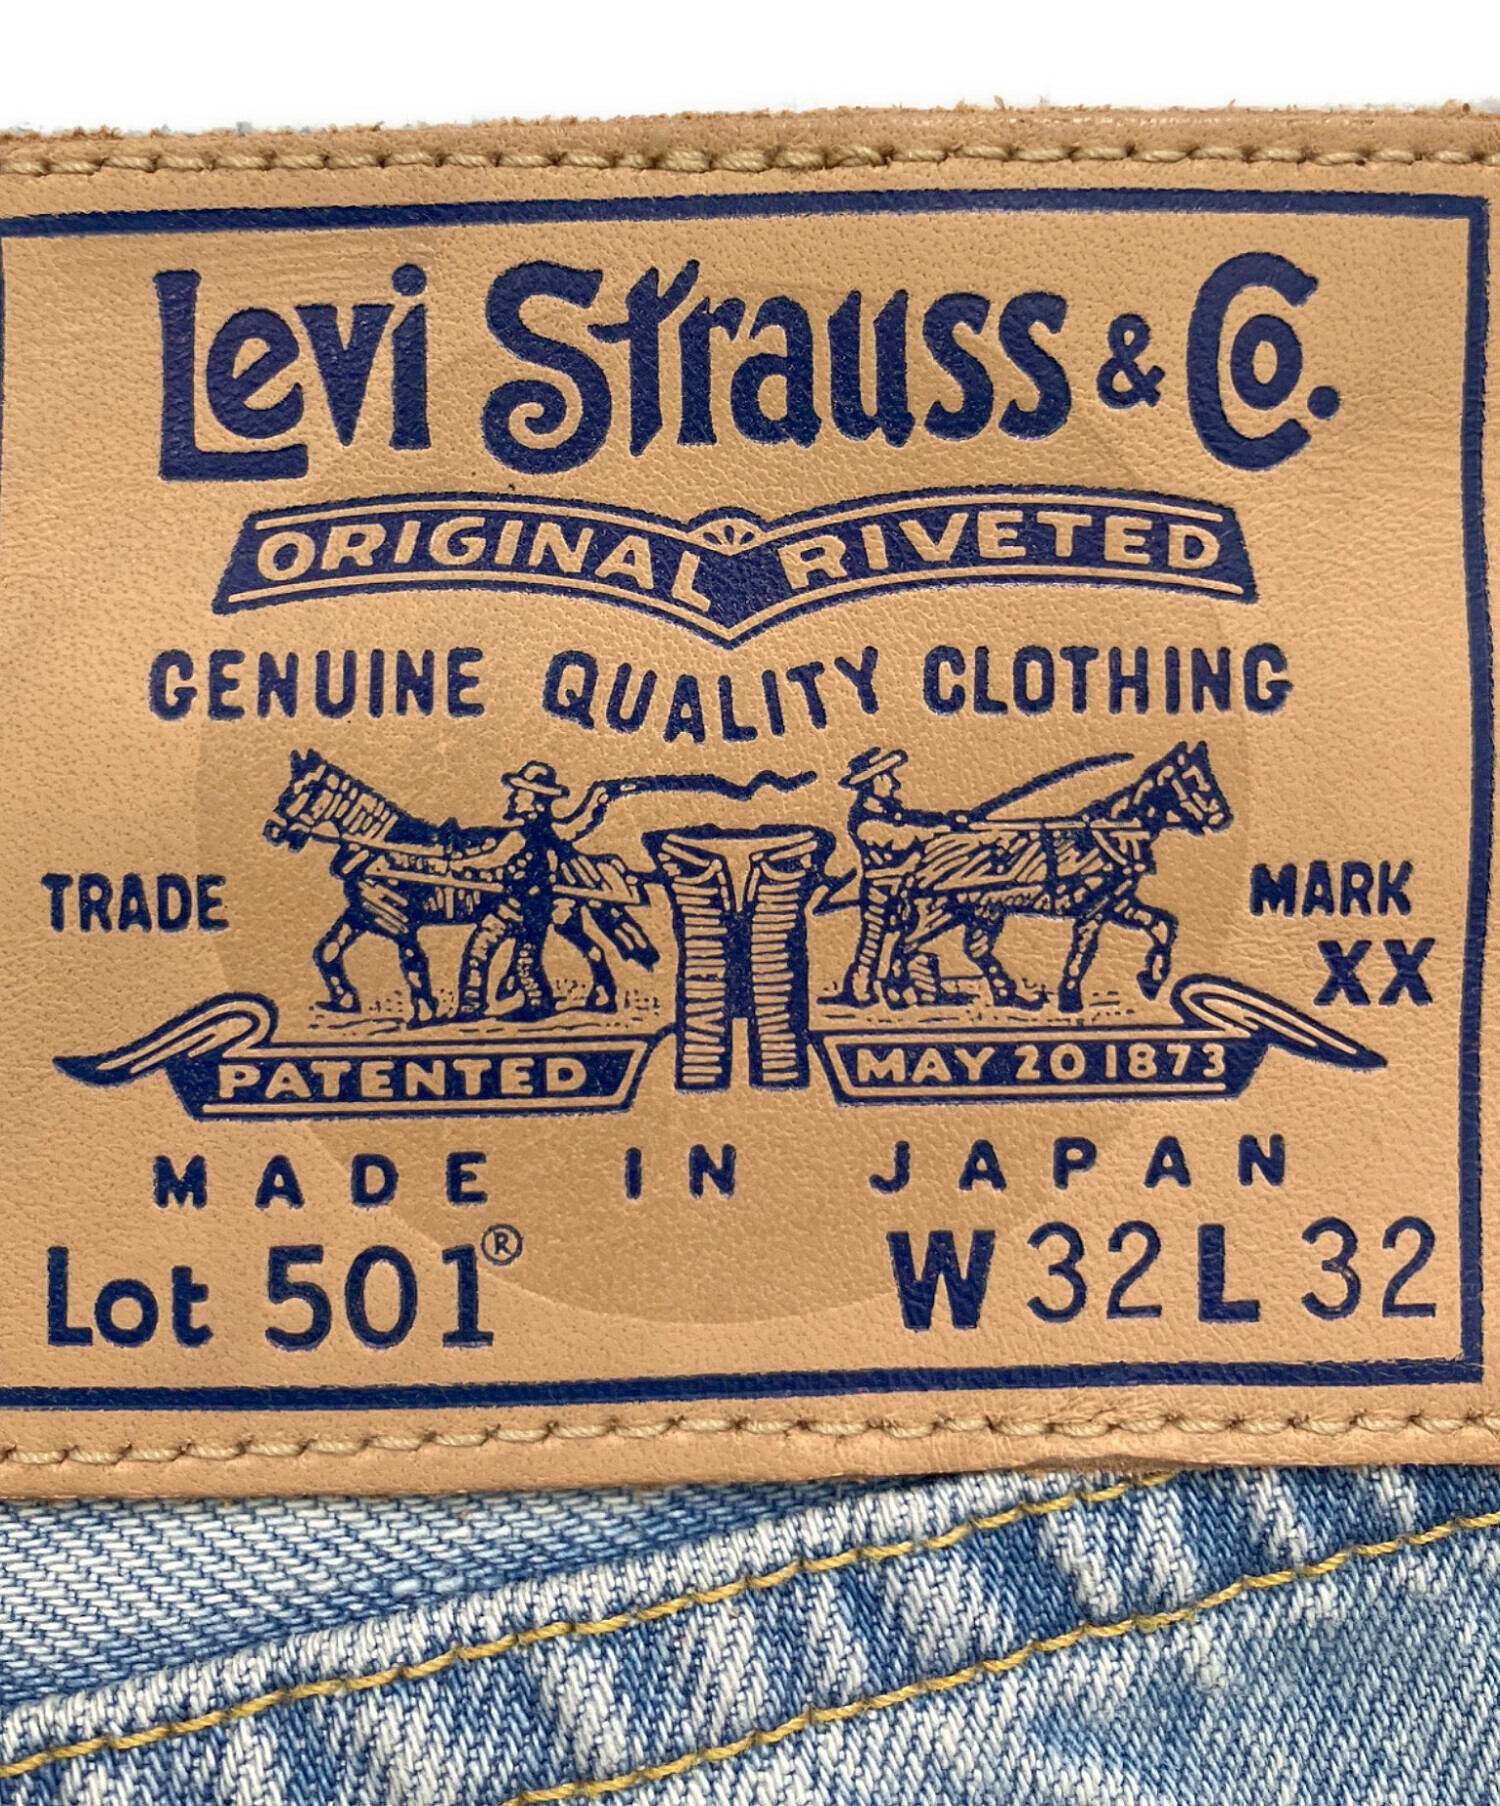 Levi Strauss & Co.
ORIGINAL RIVETED
GENUINE QUALITY CLOTHING
TRADE MARK
XX
PATENTED MAY 20 1873
MADE IN JAPAN
Lot 501® W 32 L 32